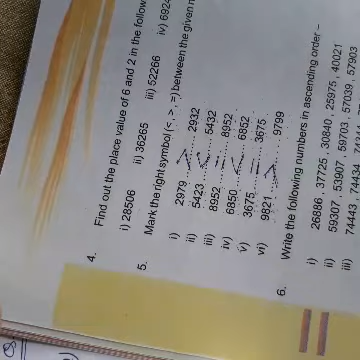 4. Find out the place value of 6 and 2 in the follow
i) 28506 ii) 36265 iii) 52266 iv) 692
5. Mark the right symbol (<, >, =) between the given n
i) 2979 ...>... 2932
ii) 5423 ...<... 5432
iii) 8952 ...=... 8952
iv) 6850 ...<... 6852
v) 3675 ...=... 3675
vi) 9821 ...>... 9799
6. Write the following numbers in ascending order –
i) 26886 , 37725 , 30840 , 25975 , 40021
ii) 59307 , 53907 , 59703 , 57039 , 57903
iii) 74443 , 74434